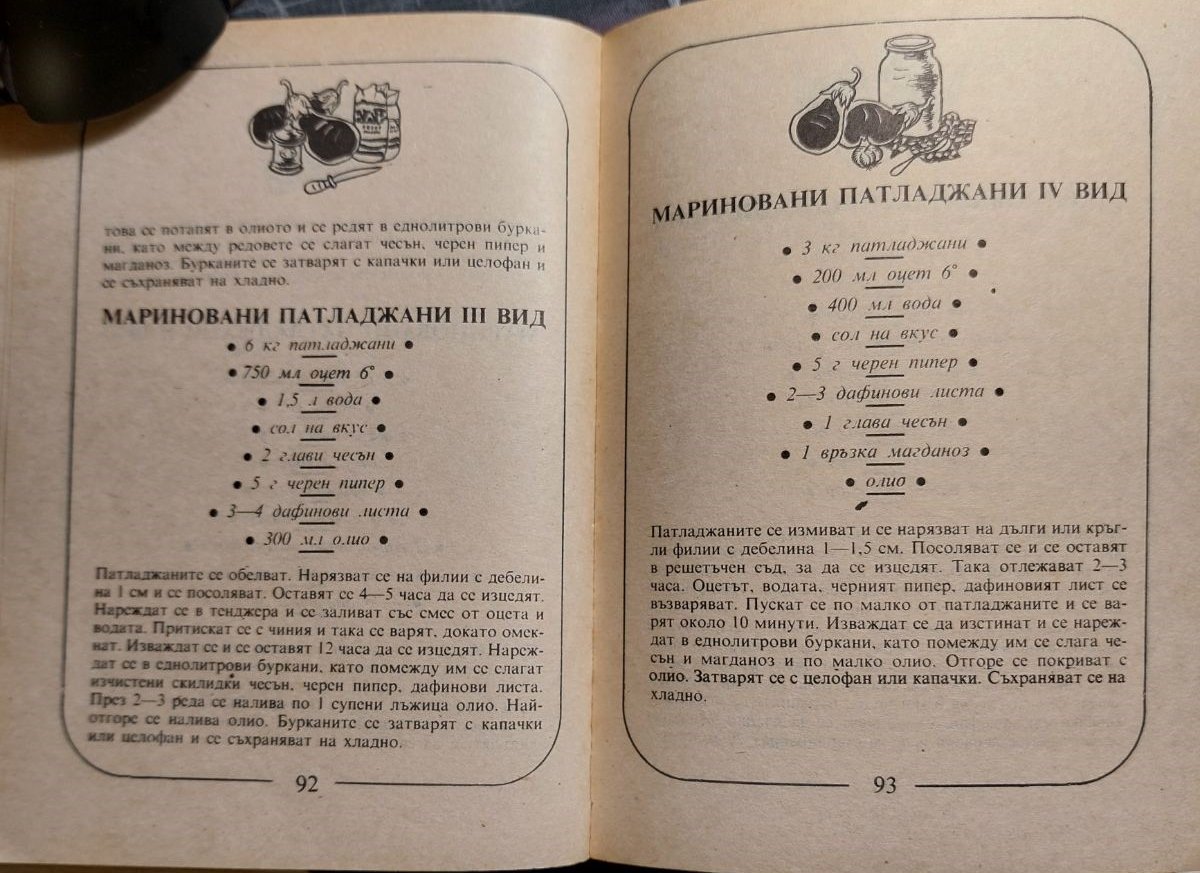 това се потапят в олиото и се редят в еднолитрови бурка-
ни, като между редовете се слагат чесън, черен пипер и
магданоз. Бурканите се затварят с капачки или целофан и
се съхраняват на хладно.
МАРИНОВАНИ ПАТЛАДЖАНИ III ВИД
• 6 кг патладжани •
• 750 мл оцет 6° •
• 1,5 л вода •
• сол на вкус •
• 2 глави чесън •
• 5 г черен пипер •
• 3—4 дафинови листа •
• 300 мл олио •
Патладжаните се обелват. Нарязват се на филии с дебели-
на 1 см и се посоляват. Оставят се 4—5 часа да се изцедят.
Нареждат се в тенджера и се заливат със смес от оцета и
водата. Притискат се с чиния и така се варят, докато омек-
нат. Изваждат се и се оставят 12 часа да се изцедят. Нареж-
дат се в еднолитрови буркани, като помежду им се слагат
изчистени скилидки чесън, черен пипер, дафинови листа.
През 2—3 реда се налива по 1 супени лъжица олио. Най-
отгоре се налива олио. Бурканите се затварят с капачки
или целофан и се съхраняват на хладно.
92
МАРИНОВАНИ ПАТЛАДЖАНИ IV ВИД
• 3 кг патладжани •
• 200 мл оцет 6° •
• 400 мл вода •
• сол на вкус •
• 5 г черен пипер •
• 2—3 дафинови листа •
• 1 глава чесън •
• 1 връзка магданоз •
• олио •
Патладжаните се измиват и се нарязват на дълги или кръг-
ли филии с дебелина 1—1,5 см. Посоляват се и се оставят
в решетъчен съд, за да се изцедят. Така отлежават 2—3
часа. Оцетът, водата, черният пипер, дафиновият лист се
възваряват. Пускат се по малко от патладжаните и се ва-
рят около 10 минути. Изваждат се да изстинат и се нареж-
дат в еднолитрови буркани, като помежду им се слага че-
сън и магданоз и по малко олио. Отгоре се покриват с
олио. Затварят се с целофан или капачки. Съхраняват се на
хладно.
93